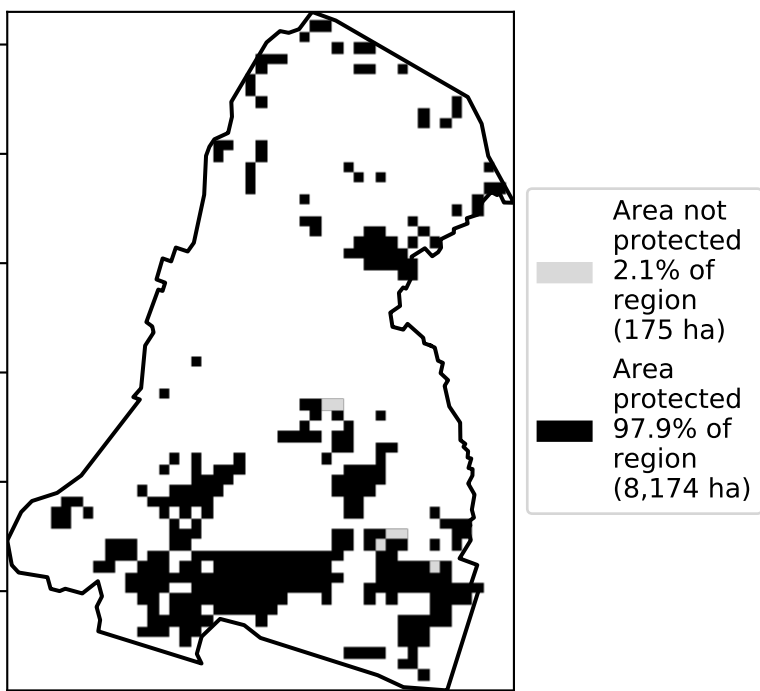 Area not
protected
2.1% of
region
(175 ha)
Area
protected
97.9% of
region
(8,174 ha)